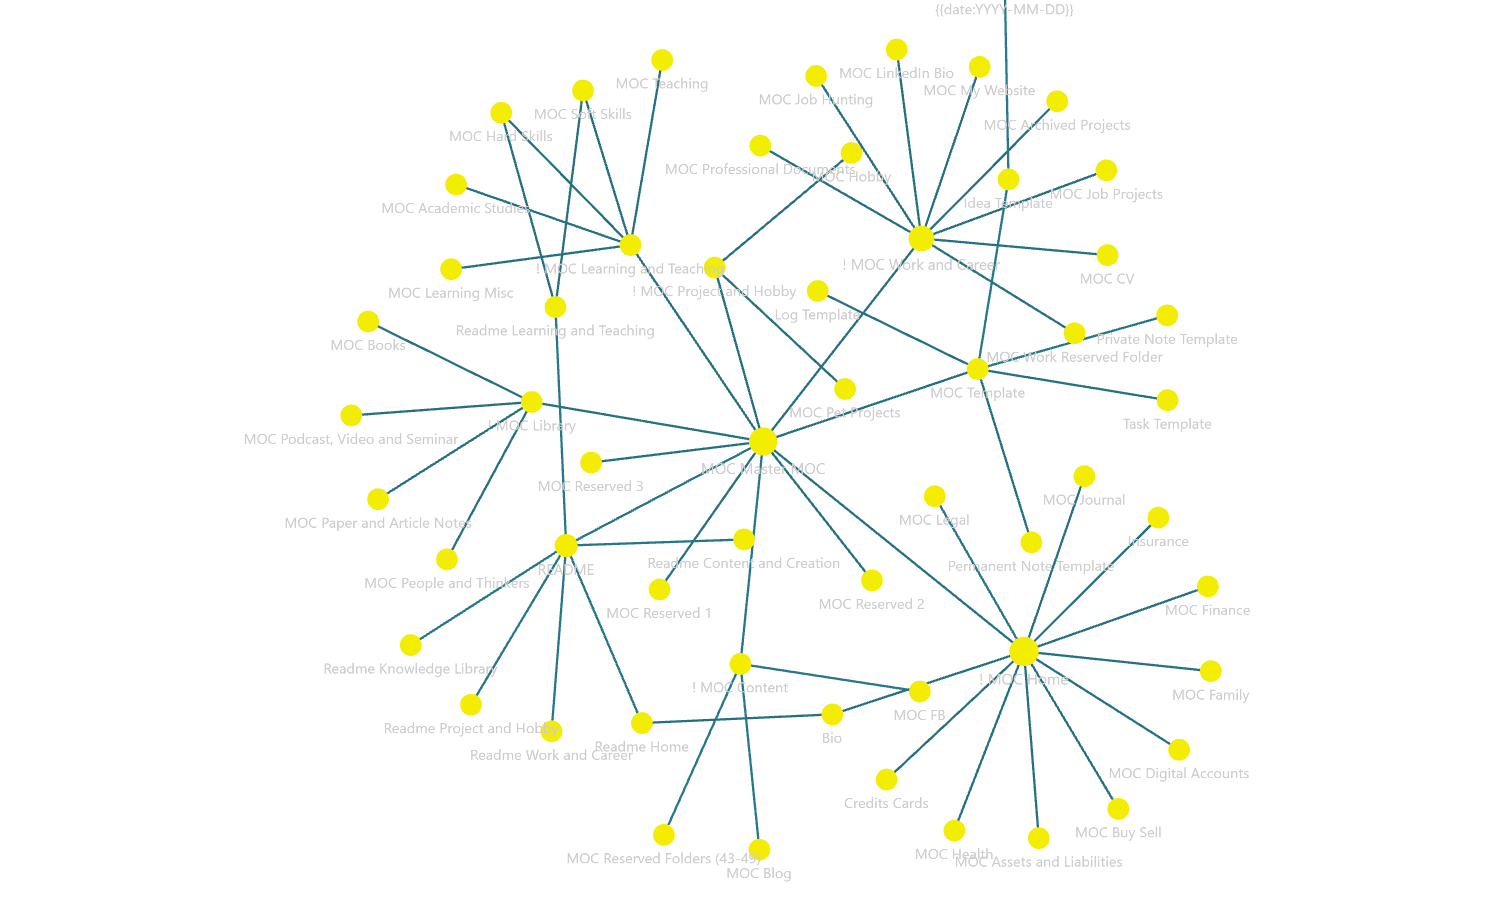 {{date:YYYY-MM-DD}}
MOC LinkedIn Bio
MOC Teaching
MOC My Website
MOC Job Hunting
MOC Soft Skills
MOC Archived Projects
MOC Hard Skills
MOC Professional Documents
MOC Hobby
MOC Job Projects
Idea Template
MOC Academic Studies
! MOC Work and Career
! MOC Learning and Teaching
MOC CV
! MOC Project and Hobby
MOC Learning Misc
Log Template
Readme Learning and Teaching
Private Note Template
MOC Books
MOC Work Reserved Folder
MOC Template
MOC Pet Projects
Task Template
! MOC Library
MOC Podcast, Video and Seminar
MOC Master MOC
MOC Reserved 3
MOC Journal
MOC Legal
MOC Paper and Article Notes
Insurance
Readme Content and Creation
Permanent Note Template
README
MOC People and Thinkers
MOC Reserved 2
MOC Finance
MOC Reserved 1
Readme Knowledge Library
! MOC Home
! MOC Content
MOC Family
MOC FB
Readme Project and Hobby
Bio
Readme Home
Readme Work and Career
MOC Digital Accounts
Credits Cards
MOC Buy Sell
MOC Health
MOC Reserved Folders (43-49)
MOC Assets and Liabilities
MOC Blog